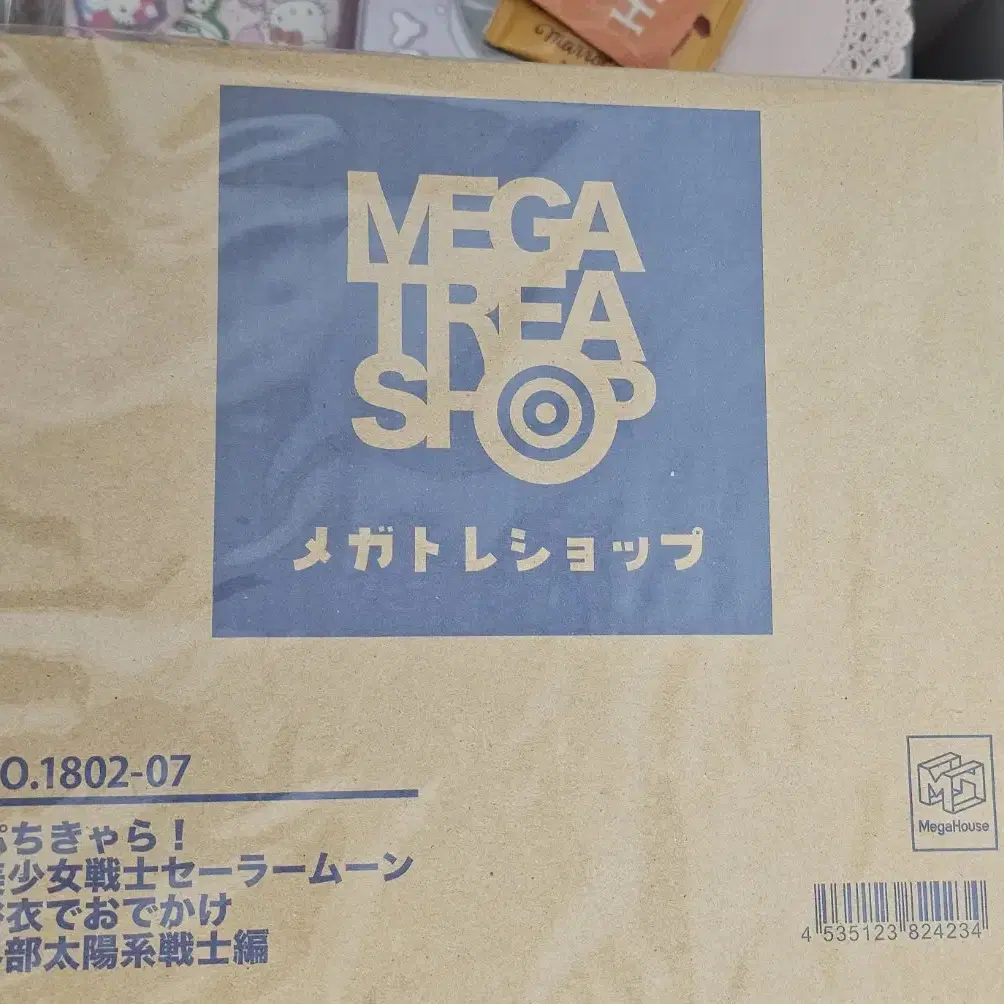 MEGA
TREA
SHOP
メガトレショップ
O.1802-07
ぷちきゃら！
美少女戦士セーラームーン
衣でおでかけ
部太陽系戦士編
MegaHouse
4 535123 824234